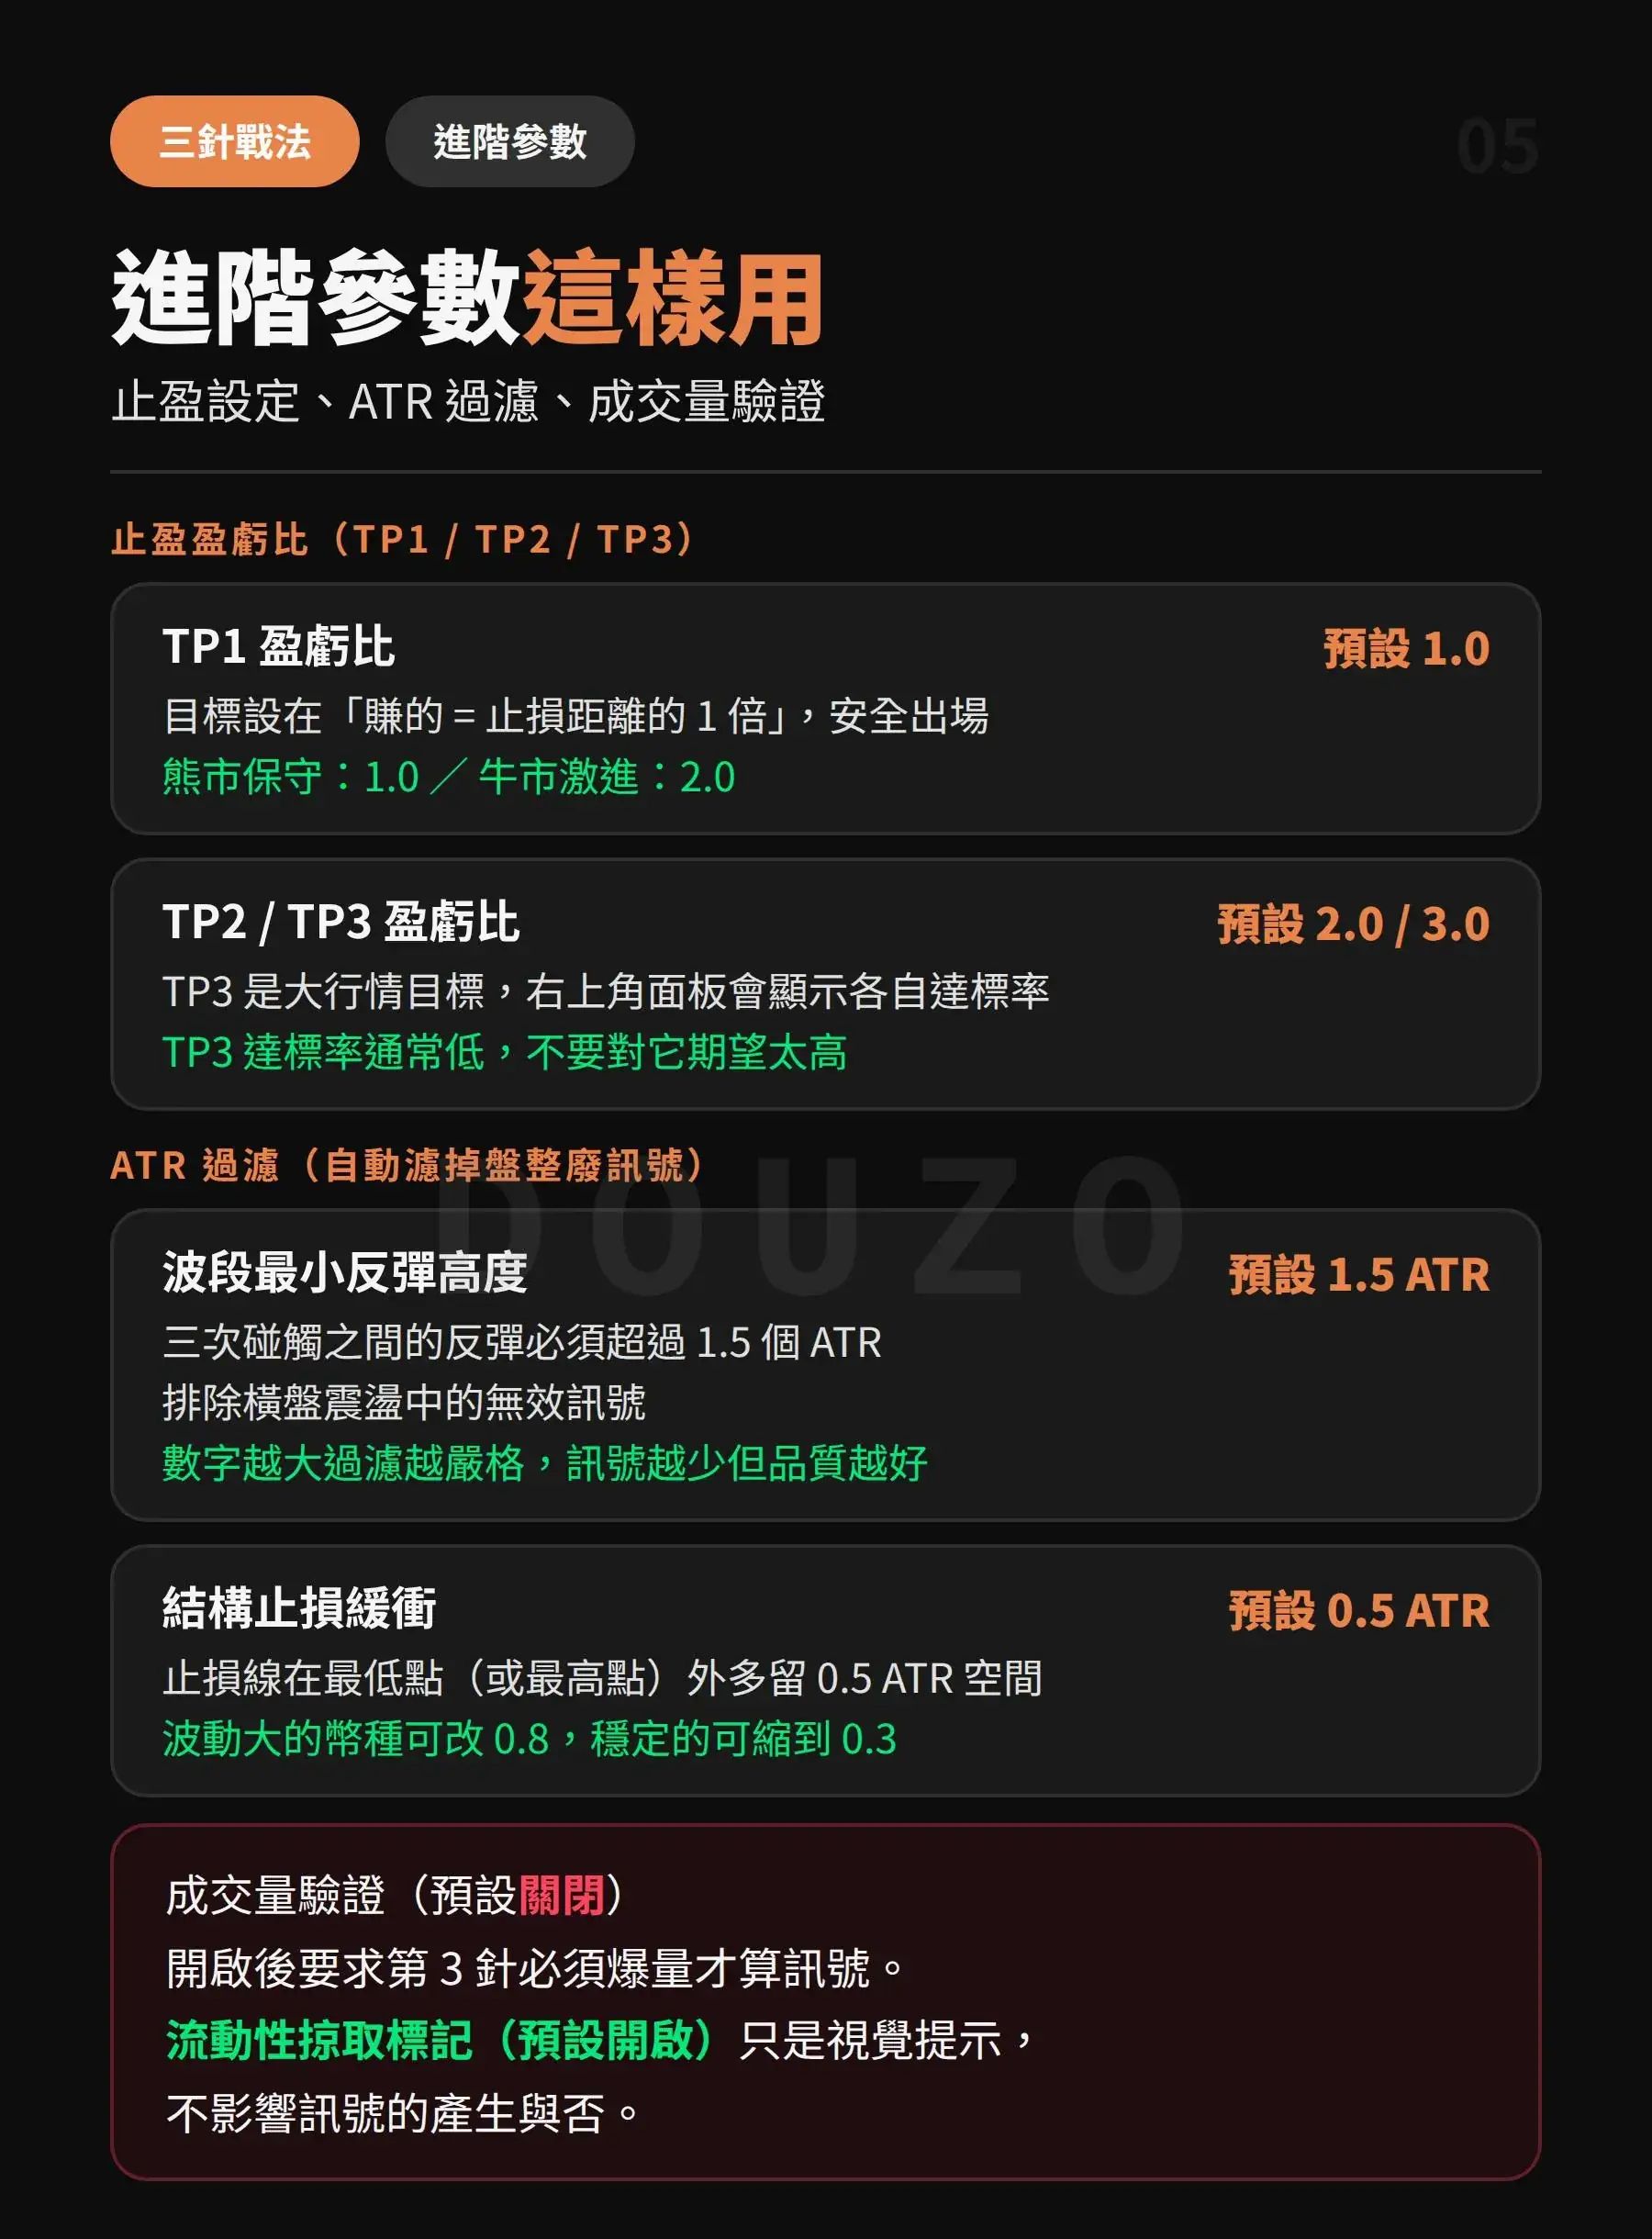 三針戰法 進階參數 05
進階參數這樣用
止盈設定、ATR 過濾、成交量驗證
止盈盈虧比（TP1 / TP2 / TP3）
TP1 盈虧比 預設 1.0
目標設在「賺的 = 止損距離的 1 倍」，安全出場
熊市保守：1.0 ／ 牛市激進：2.0
TP2 / TP3 盈虧比 預設 2.0 / 3.0
TP3 是大行情目標，右上角面板會顯示各自達標率
TP3 達標率通常低，不要對它期望太高
ATR 過濾（自動濾掉盤整廢訊號）
DOUZO
波段最小反彈高度 預設 1.5 ATR
三次碰觸之間的反彈必須超過 1.5 個 ATR
排除橫盤震盪中的無效訊號
數字越大過濾越嚴格，訊號越少但品質越好
結構止損緩衝 預設 0.5 ATR
止損線在最低點（或最高點）外多留 0.5 ATR 空間
波動大的幣種可改 0.8，穩定的可縮到 0.3
成交量驗證（預設關閉）
開啟後要求第 3 針必須爆量才算訊號。
流動性掠取標記（預設開啟）只是視覺提示，
不影響訊號的產生與否。